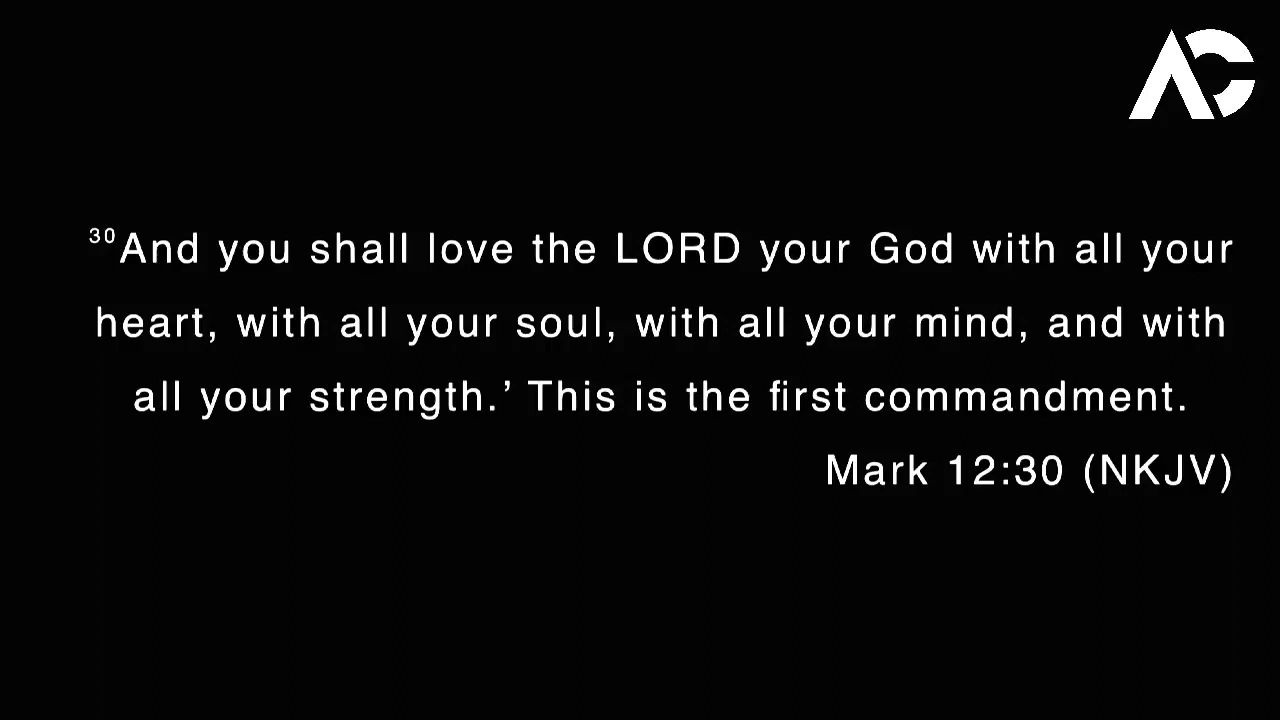 AC
30And you shall love the LORD your God with all your
heart, with all your soul, with all your mind, and with
all your strength.’ This is the first commandment.
Mark 12:30 (NKJV)